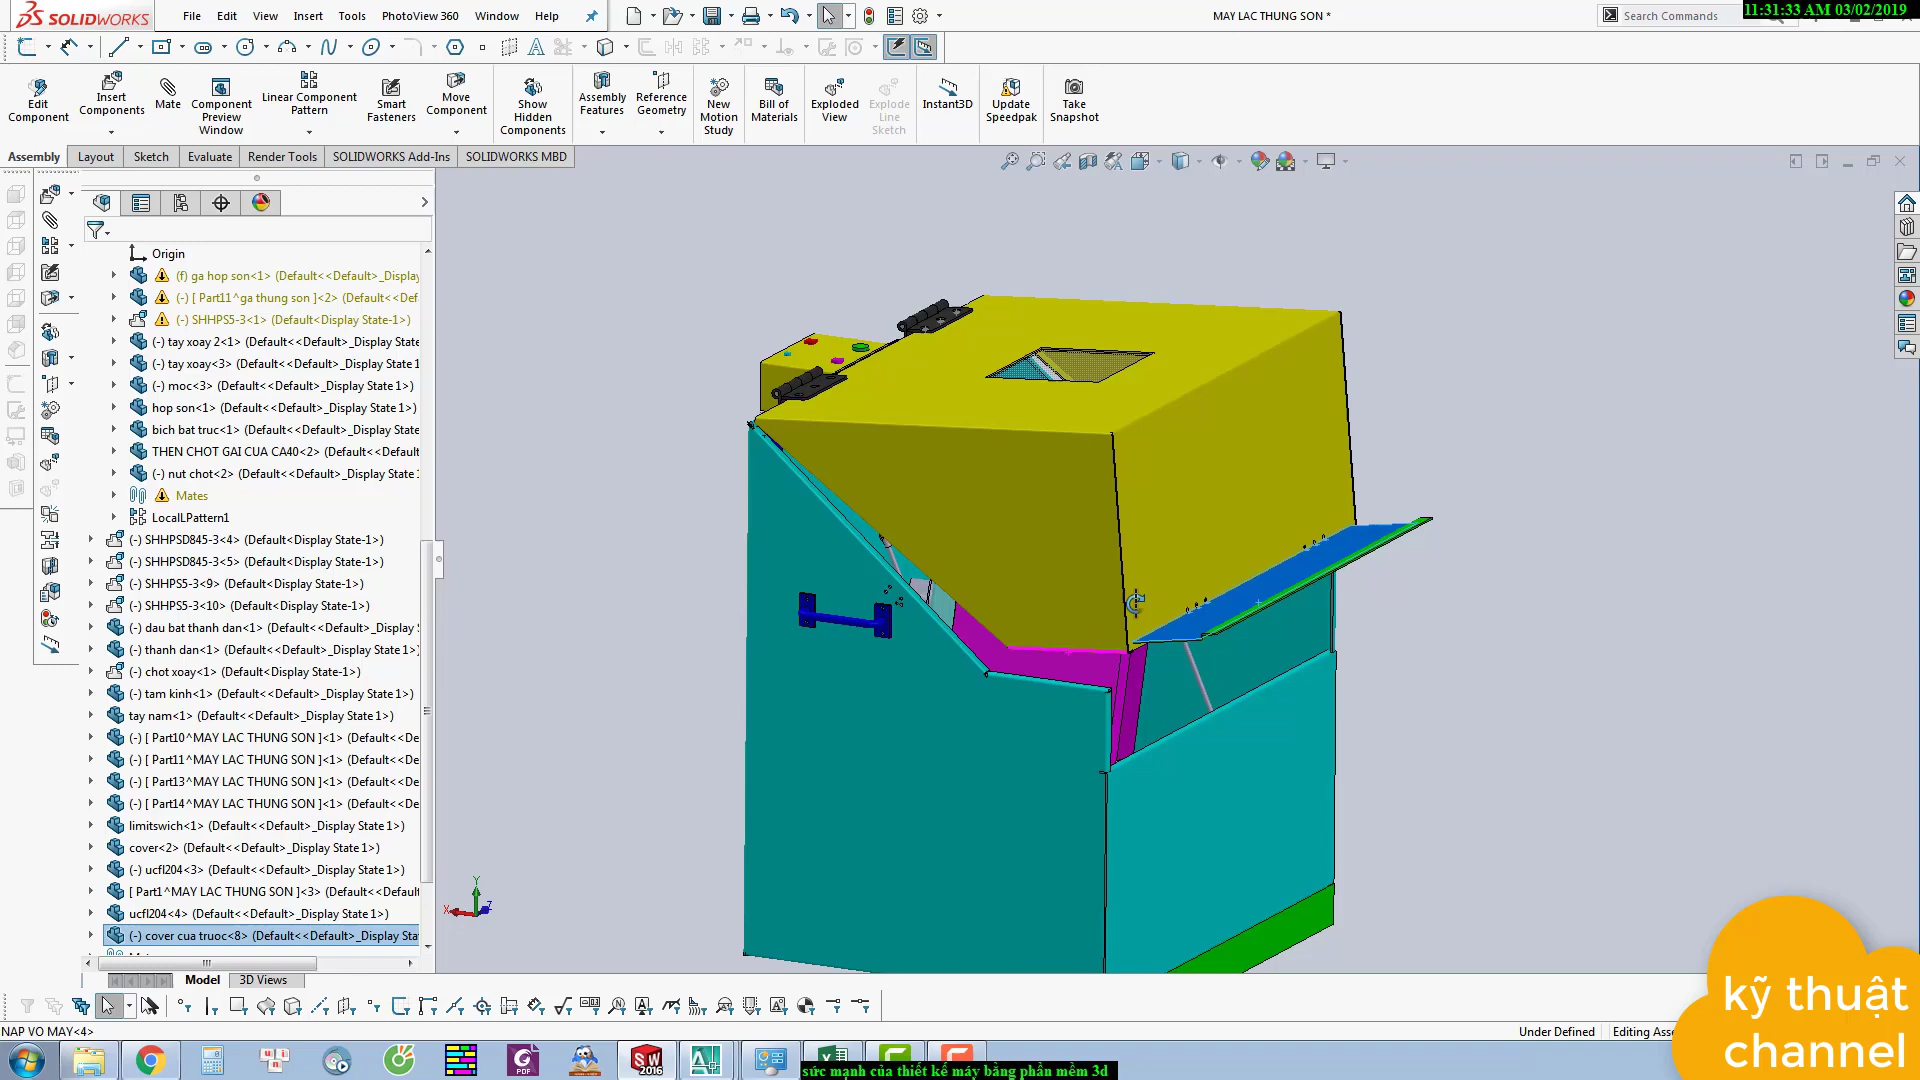 SOLIDWORKS
File Edit View Insert Tools PhotoView 360 Window Help
MAY LAC THUNG SON *
Search Commands
11:31:33 AM 03/02/2019
Edit Component
Insert Components
Mate
Component Preview Window
Linear Component Pattern
Smart Fasteners
Move Component
Show Hidden Components
Assembly Features
Reference Geometry
New Motion Study
Bill of Materials
Exploded View
Explode Line Sketch
Instant3D
Update Speedpak
Take Snapshot
Assembly Layout Sketch Evaluate Render Tools SOLIDWORKS Add-Ins SOLIDWORKS MBD
Origin
(f) ga hop son<1> (Default<<Default>_Display
(-) [ Part11^ga thung son ]<2> (Default<<Def
(-) SHHPS5-3<1> (Default<Display State-1>)
(-) tay xoay 2<1> (Default<<Default>_Display State
(-) tay xoay<3> (Default<<Default>_Display State 1
(-) moc<3> (Default<<Default>_Display State 1>)
hop son<1> (Default<<Default>_Display State 1>)
bich bat truc<1> (Default<<Default>_Display State
THEN CHOT GAI CUA CA40<2> (Default<<Default>
(-) nut chot<2> (Default<<Default>_Display State 1
Mates
LocalLPattern1
(-) SHHPSD845-3<4> (Default<Display State-1>)
(-) SHHPSD845-3<5> (Default<Display State-1>)
(-) SHHPS5-3<9> (Default<Display State-1>)
(-) SHHPS5-3<10> (Default<Display State-1>)
(-) dau bat thanh dan<1> (Default<<Default>_Display
(-) thanh dan<1> (Default<<Default>_Display State 1>)
(-) chot xoay<1> (Default<Display State-1>)
(-) tam kinh<1> (Default<<Default>_Display State 1>)
tay nam<1> (Default<<Default>_Display State 1>)
(-) [ Part10^MAY LAC THUNG SON ]<1> (Default<<De
(-) [ Part11^MAY LAC THUNG SON ]<1> (Default<<De
(-) [ Part13^MAY LAC THUNG SON ]<1> (Default<<De
(-) [ Part14^MAY LAC THUNG SON ]<1> (Default<<De
limitswich<1> (Default<<Default>_Display State 1>)
cover<2> (Default<<Default>_Display State 1>)
(-) ucfl204<3> (Default<<Default>_Display State 1>)
[ Part1^MAY LAC THUNG SON ]<3> (Default<<Default
ucfl204<4> (Default<<Default>_Display State 1>)
(-) cover cua truoc<8> (Default<<Default>_Display Sta
Y
X
Z
Model 3D Views
NAP VO MAY<4>
Under Defined
Editing Ass
kỹ thuật
channel
sức mạnh của thiết kế máy bằng phần mềm 3d